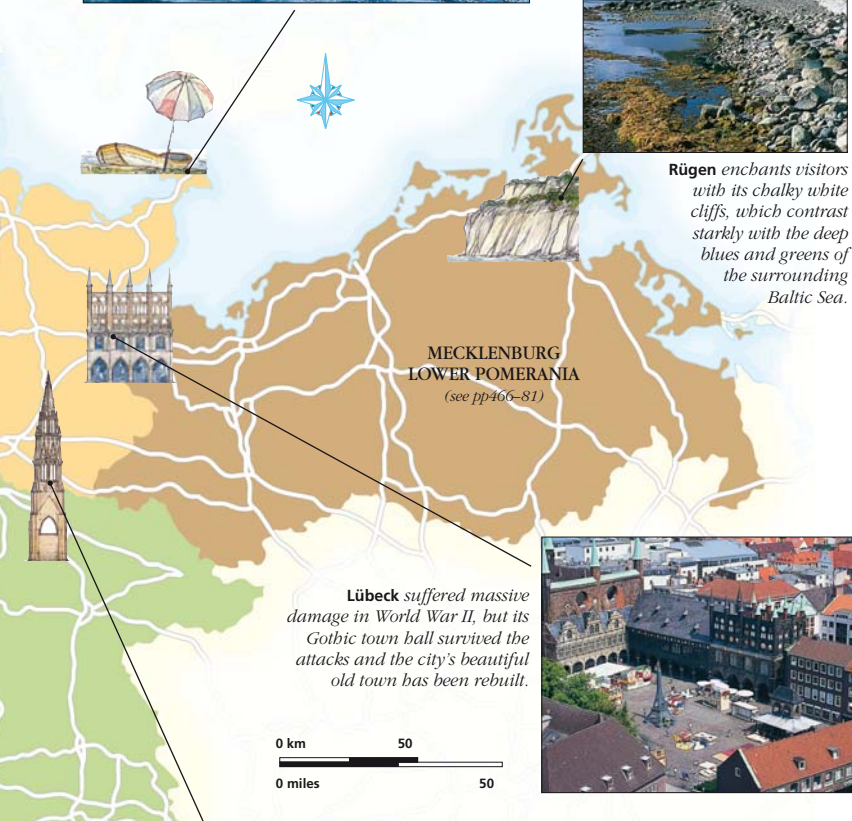 Rügen enchants visitors
with its chalky white
cliffs, which contrast
starkly with the deep
blues and greens of
the surrounding
Baltic Sea.
MECKLENBURG
LOWER POMERANIA
(see pp466–81)
Lübeck suffered massive
damage in World War II, but its
Gothic town hall survived the
attacks and the city's beautiful
old town has been rebuilt.
0 km 50
0 miles 50